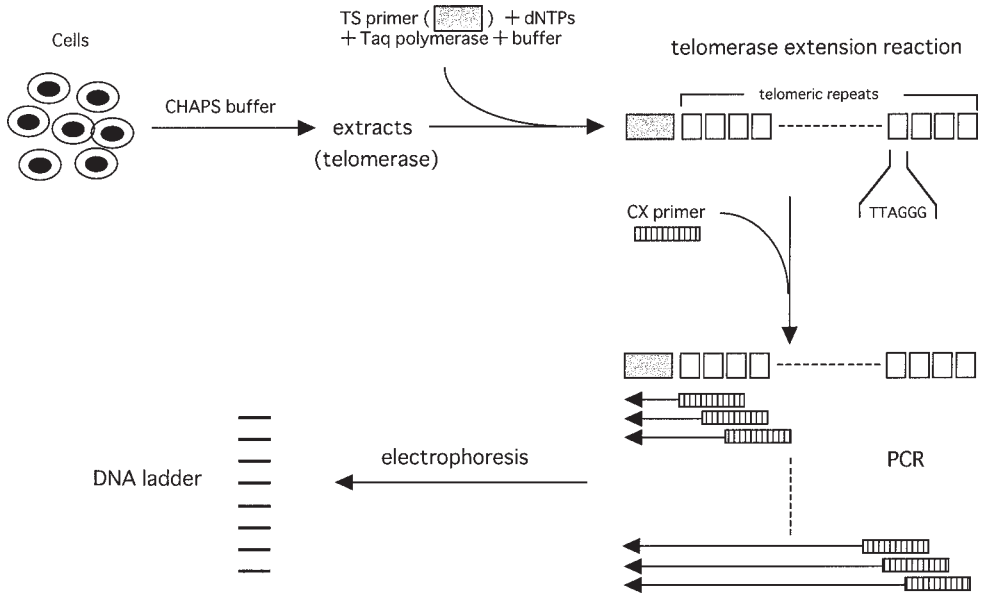 Cells
TS primer ( ) + dNTPs
+ Taq polymerase + buffer
telomerase extension reaction
CHAPS buffer
telomeric repeats
extracts
(telomerase)
TTAGGG
CX primer
electrophoresis
PCR
DNA ladder